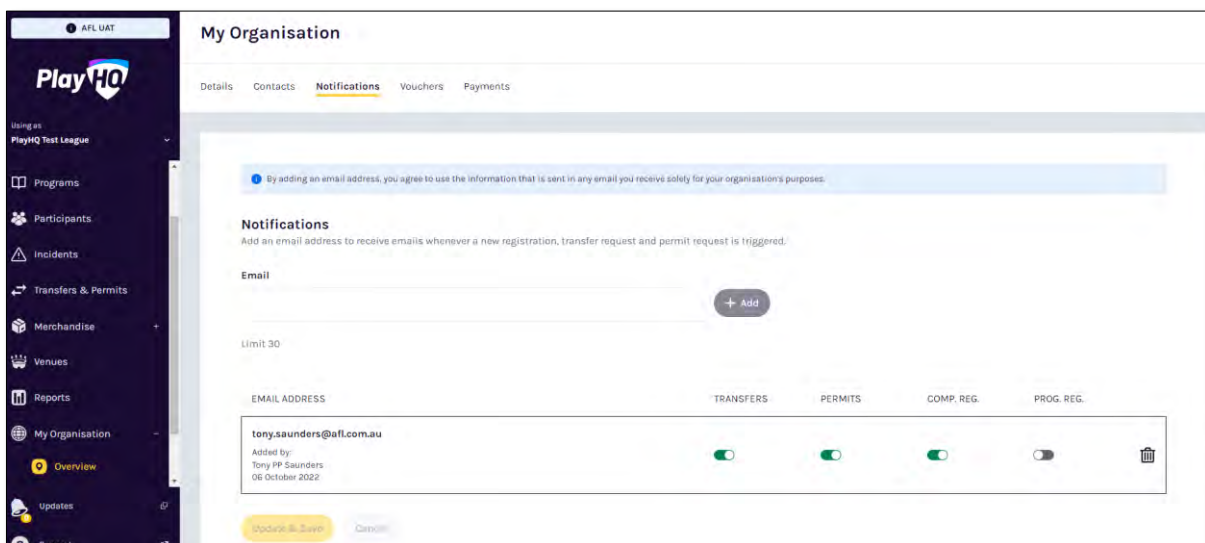 AFL UAT
PlayHQ
Using as
PlayHQ Test League
Programs
Participants
Incidents
Transfers & Permits
Merchandise +
Venues
Reports
My Organisation -
Overview
Updates
My Organisation
Details Contacts Notifications Vouchers Payments
By adding an email address, you agree to use the information that is sent in any email you receive solely for your organisation's purposes.
Notifications
Add an email address to receive emails whenever a new registration, transfer request and permit request is triggered.
Email
+ Add
Limit 30
EMAIL ADDRESS TRANSFERS PERMITS COMP. REG. PROG. REG.
tony.saunders@afl.com.au
Added by:
Tony PP Saunders
06 October 2022
Update & Save Cancel